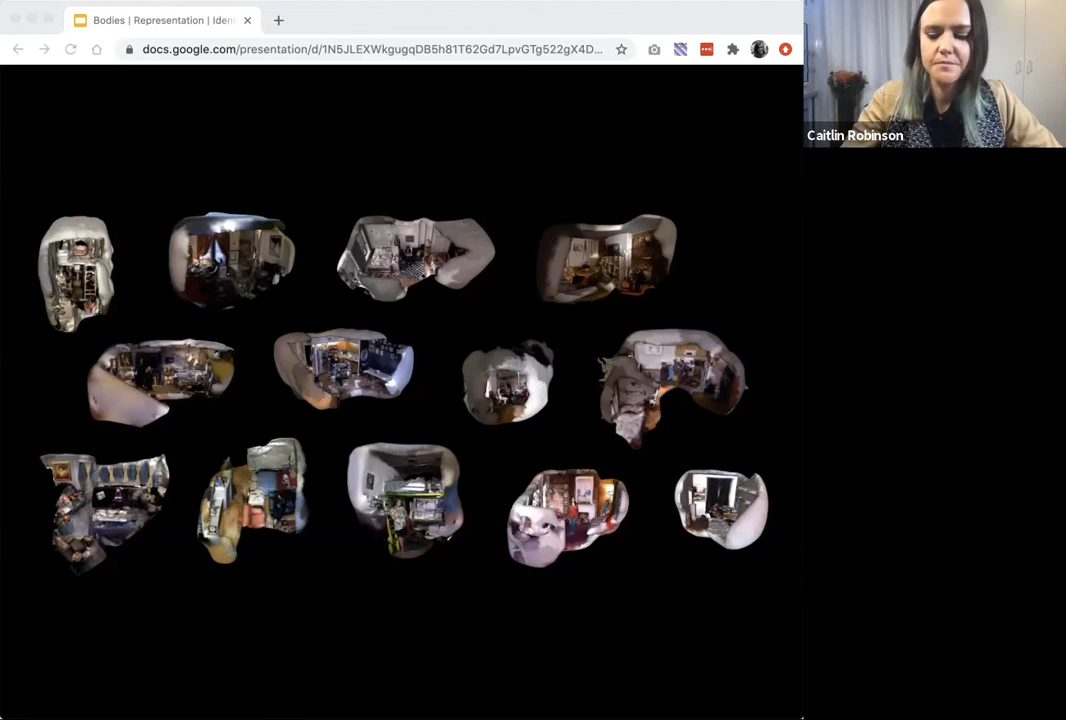 Bodies | Representation | Iden
docs.google.com/presentation/d/1N5JLEXWkgugqDB5h81T62Gd7LpvGTg522gX4D...
Caitlin Robinson